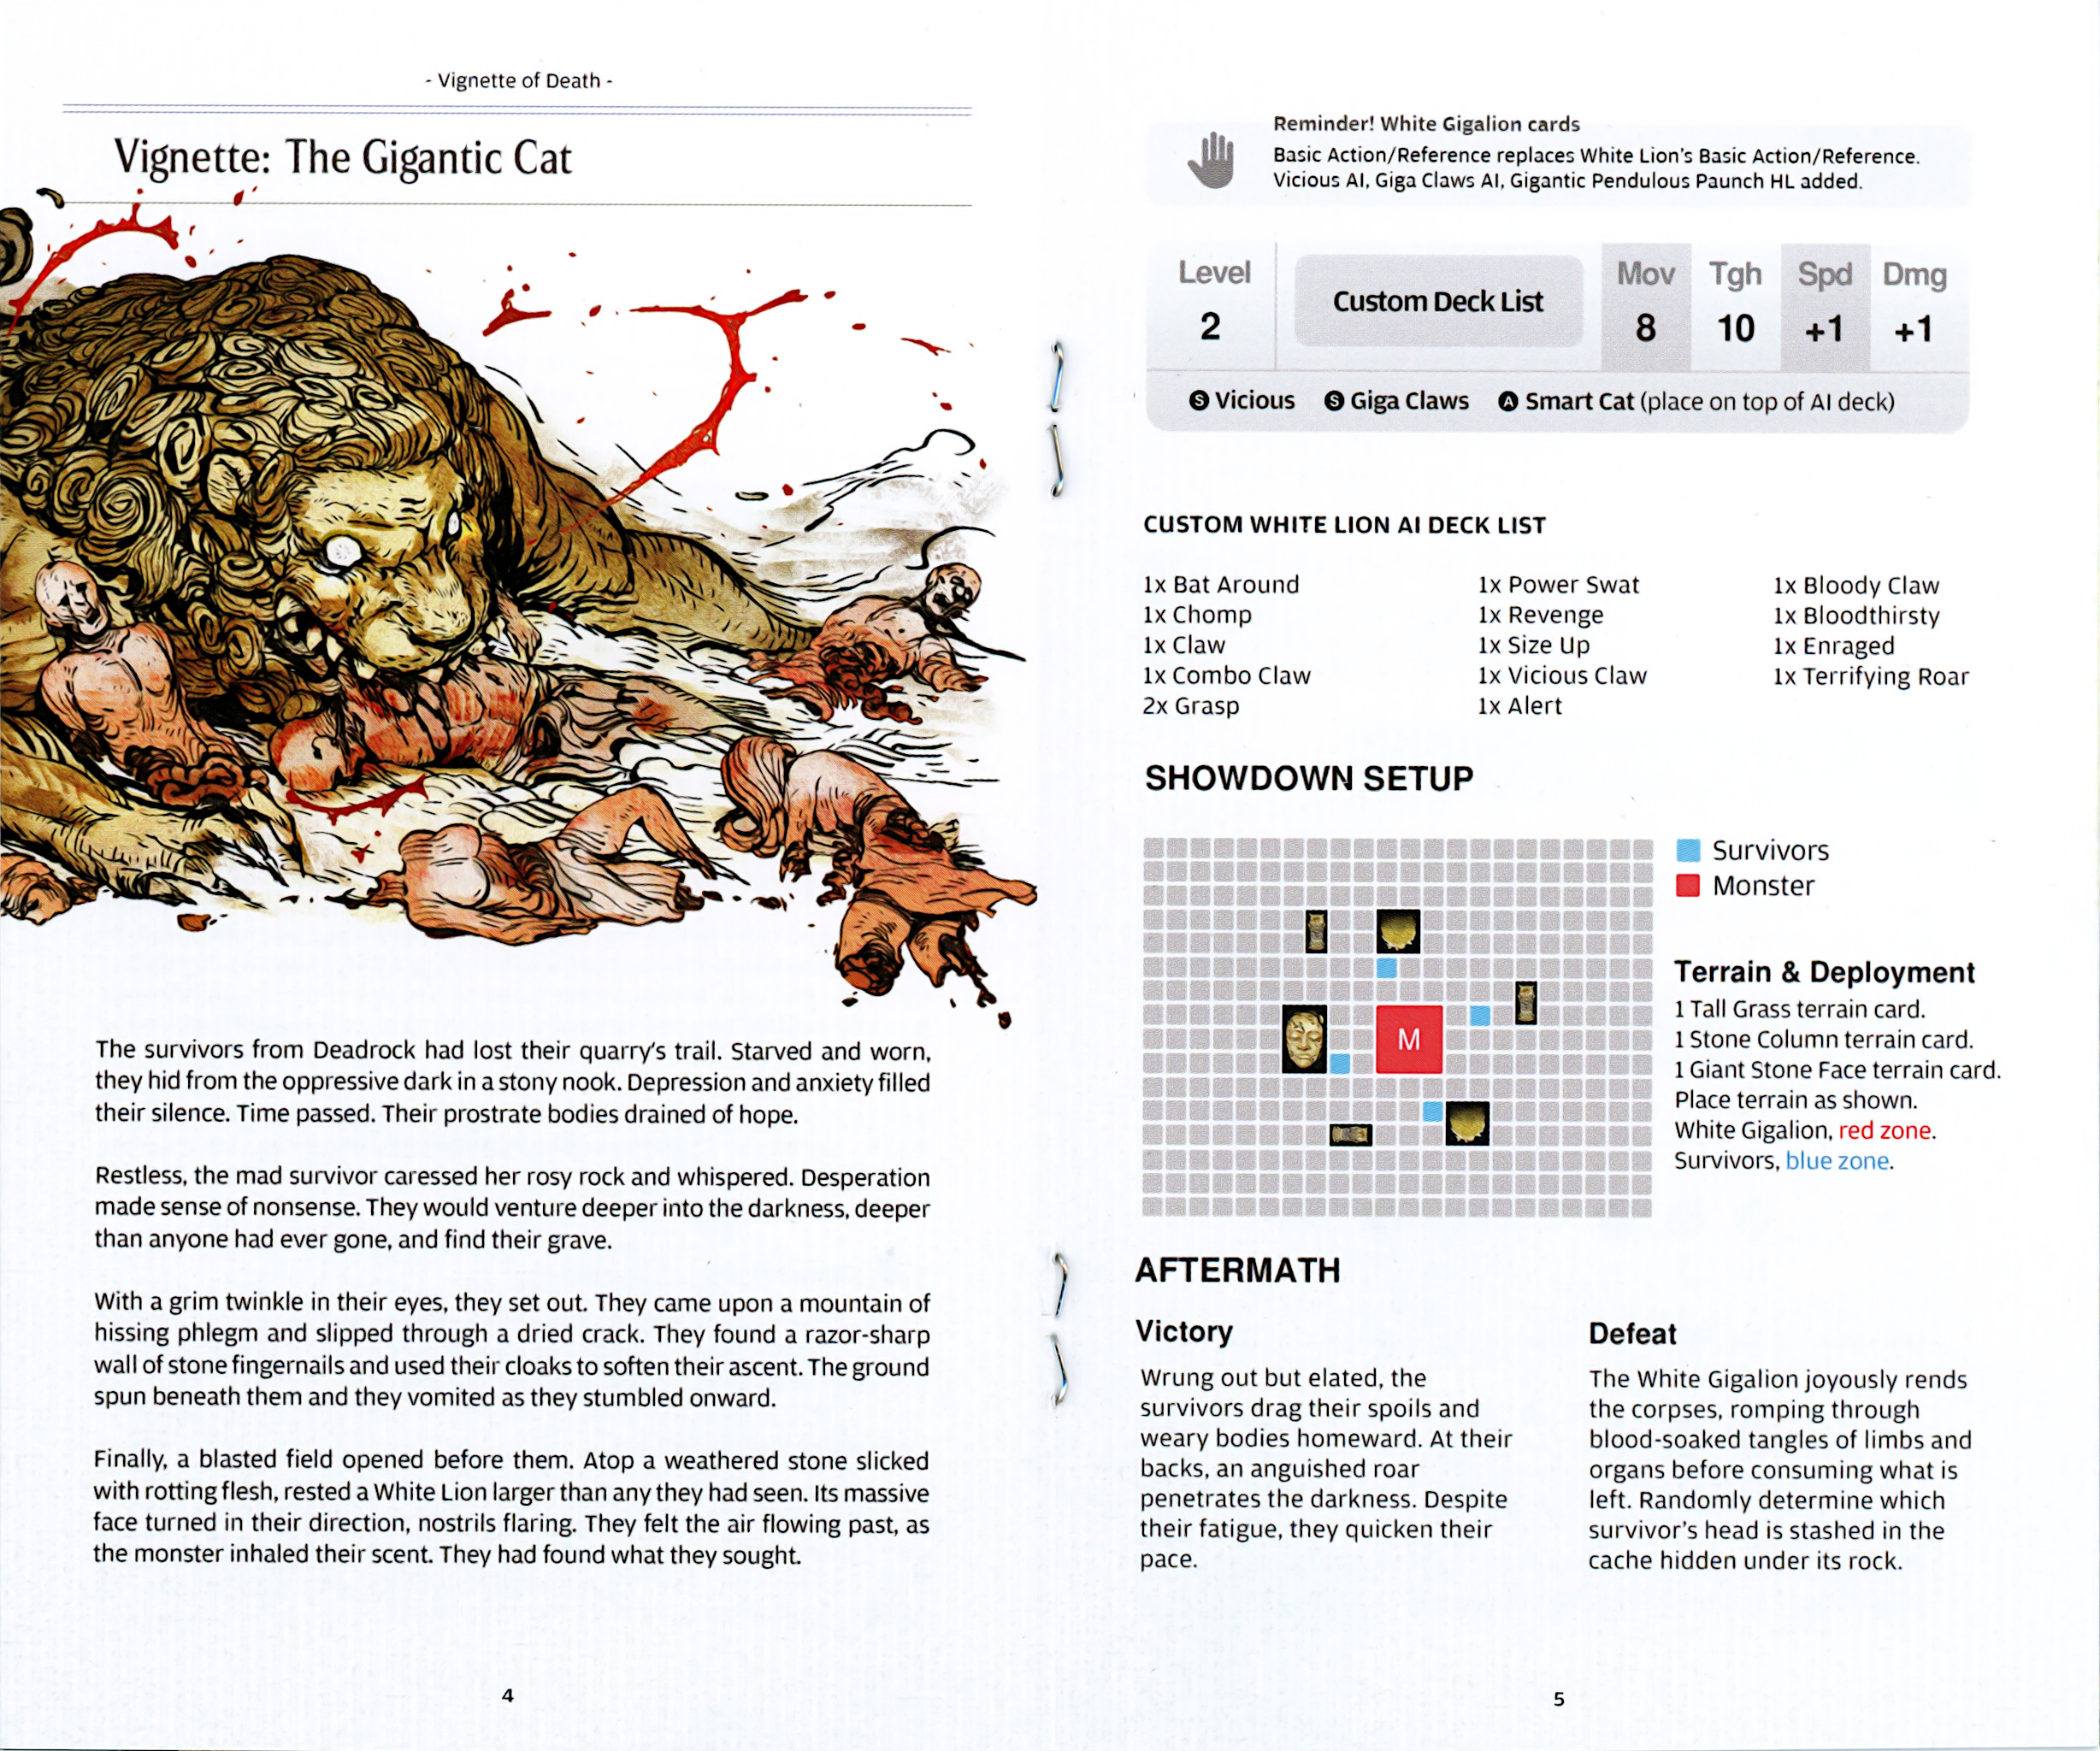 - Vignette of Death -
Vignette: The Gigantic Cat
The survivors from Deadrock had lost their quarry's trail. Starved and worn,
they hid from the oppressive dark in a stony nook. Depression and anxiety filled
their silence. Time passed. Their prostrate bodies drained of hope.
Restless, the mad survivor caressed her rosy rock and whispered. Desperation
made sense of nonsense. They would venture deeper into the darkness, deeper
than anyone had ever gone, and find their grave.
With a grim twinkle in their eyes, they set out. They came upon a mountain of
hissing phlegm and slipped through a dried crack. They found a razor-sharp
wall of stone fingernails and used their cloaks to soften their ascent. The ground
spun beneath them and they vomited as they stumbled onward.
Finally, a blasted field opened before them. Atop a weathered stone slicked
with rotting flesh, rested a White Lion larger than any they had seen. Its massive
face turned in their direction, nostrils flaring. They felt the air flowing past, as
the monster inhaled their scent. They had found what they sought.
4
Reminder! White Gigalion cards
Basic Action/Reference replaces White Lion's Basic Action/Reference.
Vicious AI, Giga Claws AI, Gigantic Pendulous Paunch HL added.
Level
2
Custom Deck List
Mov Tgh Spd Dmg
8 10 +1 +1
S Vicious S Giga Claws A Smart Cat (place on top of AI deck)
CUSTOM WHITE LION AI DECK LIST
1x Bat Around
1x Chomp
1x Claw
1x Combo Claw
2x Grasp
1x Power Swat
1x Revenge
1x Size Up
1x Vicious Claw
1x Alert
1x Bloody Claw
1x Bloodthirsty
1x Enraged
1x Terrifying Roar
SHOWDOWN SETUP
M
Survivors
Monster
Terrain & Deployment
1 Tall Grass terrain card.
1 Stone Column terrain card.
1 Giant Stone Face terrain card.
Place terrain as shown.
White Gigalion, red zone.
Survivors, blue zone.
AFTERMATH
Victory
Wrung out but elated, the
survivors drag their spoils and
weary bodies homeward. At their
backs, an anguished roar
penetrates the darkness. Despite
their fatigue, they quicken their
pace.
Defeat
The White Gigalion joyously rends
the corpses, romping through
blood-soaked tangles of limbs and
organs before consuming what is
left. Randomly determine which
survivor's head is stashed in the
cache hidden under its rock.
5